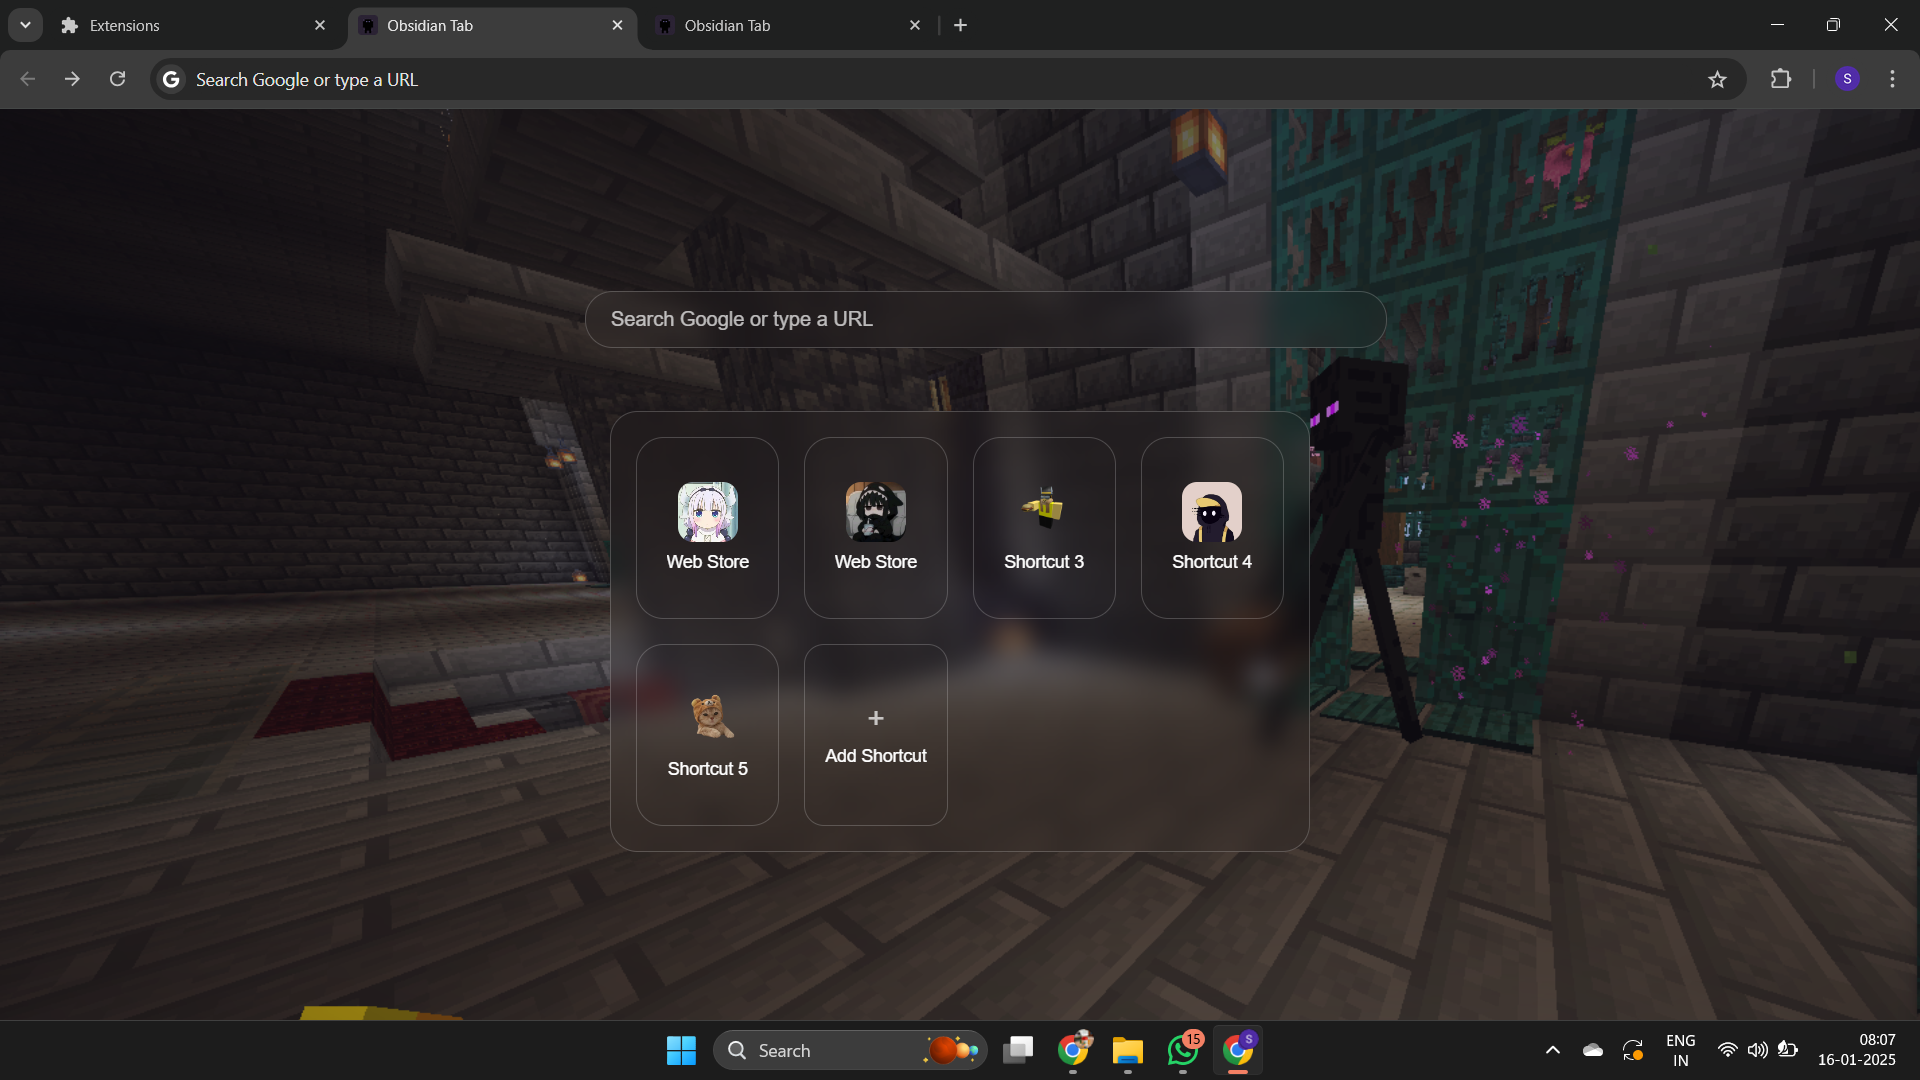 Extensions
Obsidian Tab
Obsidian Tab
Search Google or type a URL
S
Search Google or type a URL
Web Store
Web Store
Shortcut 3
Shortcut 4
Shortcut 5
+
Add Shortcut
Search
15
S
ENG
IN
08:07
16-01-2025